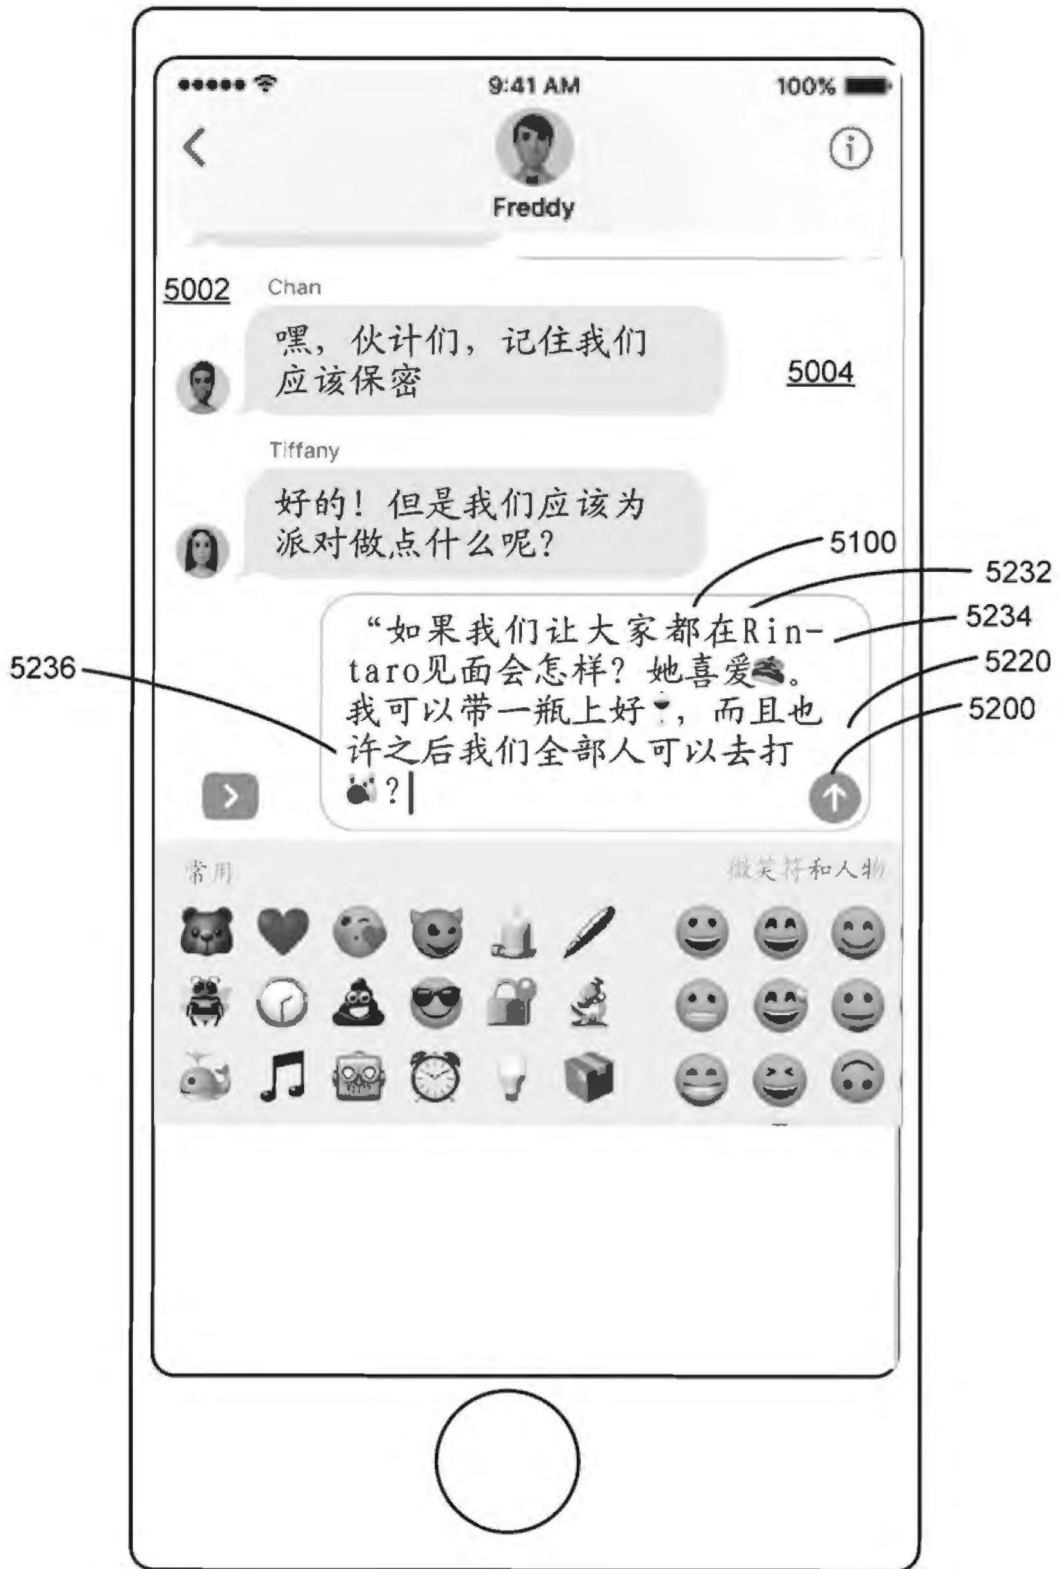 9:41 AM
100%
Freddy
5002
Chan
嘿，伙计们，记住我们
应该保密
5004
Tiffany
好的！但是我们应该为
派对做点什么呢？
5100
5232
5234
5220
5200
5236
“如果我们让大家都在Rin-
taro见面会怎样？她喜爱🍣。
我可以带一瓶上好🍷，而且也
许之后我们全部人可以去打
🎳？
常用
微笑符和人物